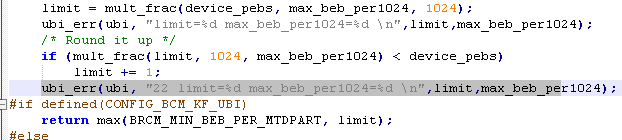 limit = mult_frac(device_pebs, max_beb_per1024, 1024);
ubi_err(ubi, "limit=%d max_beb_per1024=%d \n",limit,max_beb_per1024);
/* Round it up */
if (mult_frac(limit, 1024, max_beb_per1024) < device_pebs)
limit += 1;
ubi_err(ubi, "22 limit=%d max_beb_per1024=%d \n",limit,max_beb_per1024);
#if defined(CONFIG_BCM_KF_UBI)
return max(BRCM_MIN_BEB_PER_MTDPART, limit);
#else